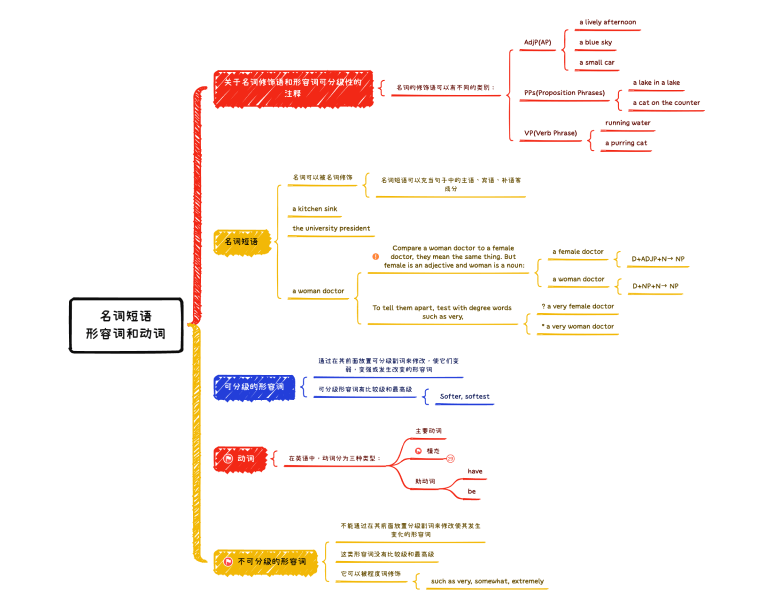 名词短语
形容词和动词
关于名词修饰语和形容词可分级性的
注释
名词的修饰语可以有不同的类别：
AdjP(AP)
a lively afternoon
a blue sky
a small car
PPs(Proposition Phrases)
a lake in a lake
a cat on the counter
VP(Verb Phrase)
running water
a purring cat
名词短语
名词可以被名词修饰
名词短语可以充当句子中的主语、宾语、补语等
成分
a kitchen sink
the university president
a woman doctor
Compare a woman doctor to a female
doctor, they mean the same thing. But
female is an adjective and woman is a noun:
a female doctor
D+ADJP+N→ NP
a woman doctor
D+NP+N→ NP
To tell them apart, test with degree words
such as very,
? a very female doctor
* a very woman doctor
可分级的形容词
通过在其前面放置可分级副词来修改，使它们变
弱，变强或发生改变的形容词
可分级形容词有比较级和最高级
Softer, softest
动词
在英语中，动词分为三种类型：
主要动词
情态
助动词
have
be
不可分级的形容词
不能通过在其前面放置分级副词来修改使其发生
变化的形容词
这类形容词没有比较级和最高级
它可以被程度词修饰
such as very, somewhat, extremely